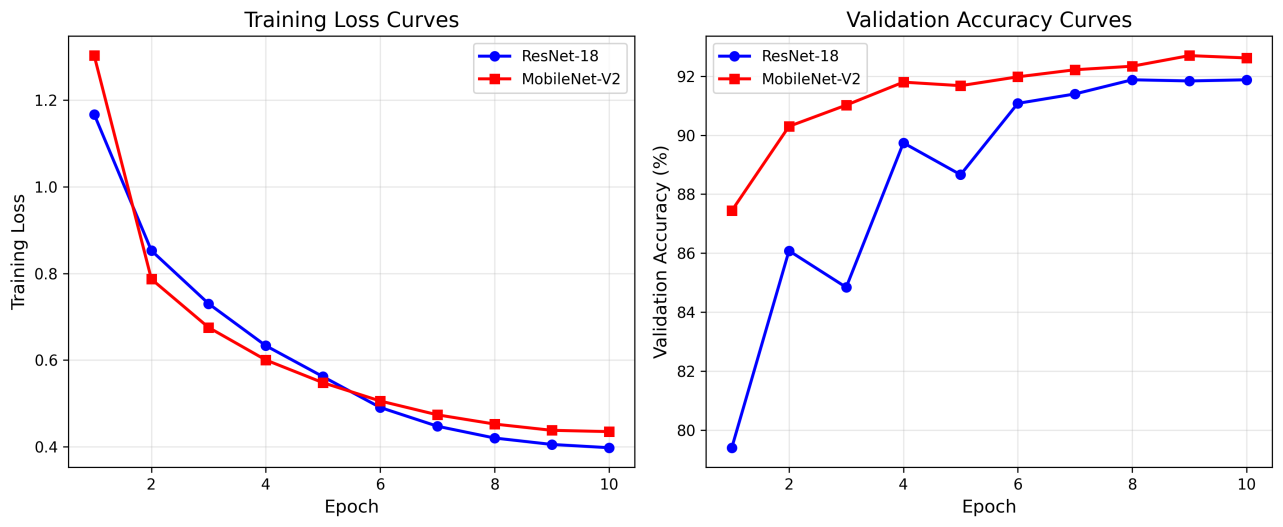 Training Loss Curves
ResNet-18
MobileNet-V2
Training Loss
1.2
1.0
0.8
0.6
0.4
2 4 6 8 10
Epoch
Validation Accuracy Curves
ResNet-18
MobileNet-V2
Validation Accuracy (%)
92
90
88
86
84
82
80
2 4 6 8 10
Epoch